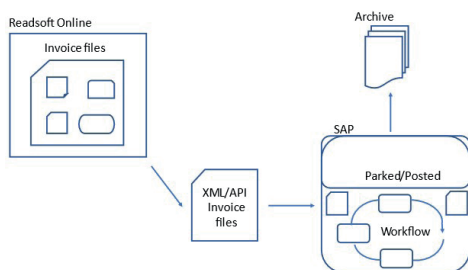 Readsoft Online
Invoice files
Archive
SAP
Parked/Posted
XML/API
Invoice
files
Workflow